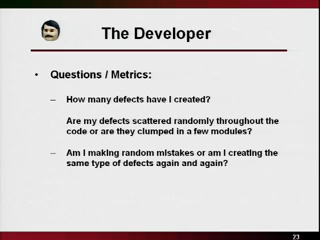 The Developer
• Questions / Metrics:
– How many defects have I created?
Are my defects scattered randomly throughout the
code or are they clumped in a few modules?
– Am I making random mistakes or am I creating the
same type of defects again and again?
23